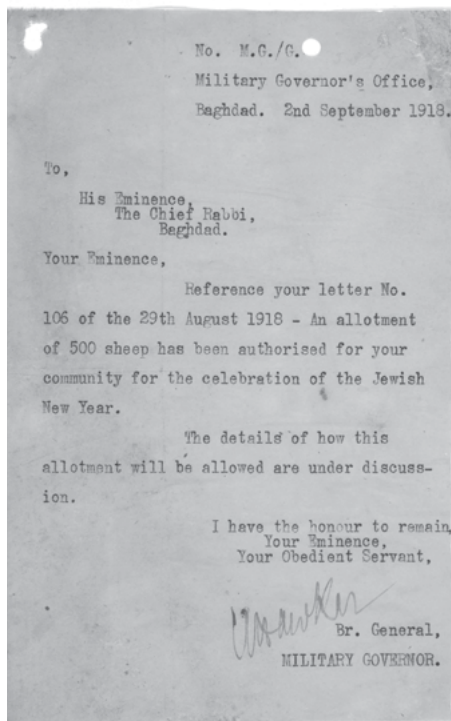 No. M.G./G.
Military Governor's Office,
Baghdad. 2nd September 1918.
To,
His Eminence,
The Chief Rabbi,
Baghdad.
Your Eminence,
Reference your letter No.
106 of the 29th August 1918 - An allotment
of 500 sheep has been authorised for your
community for the celebration of the Jewish
New Year.
The details of how this
allotment will be allowed are under discuss-
ion.
I have the honour to remain,
Your Eminence,
Your Obedient Servant,
Br. General,
MILITARY GOVERNOR.